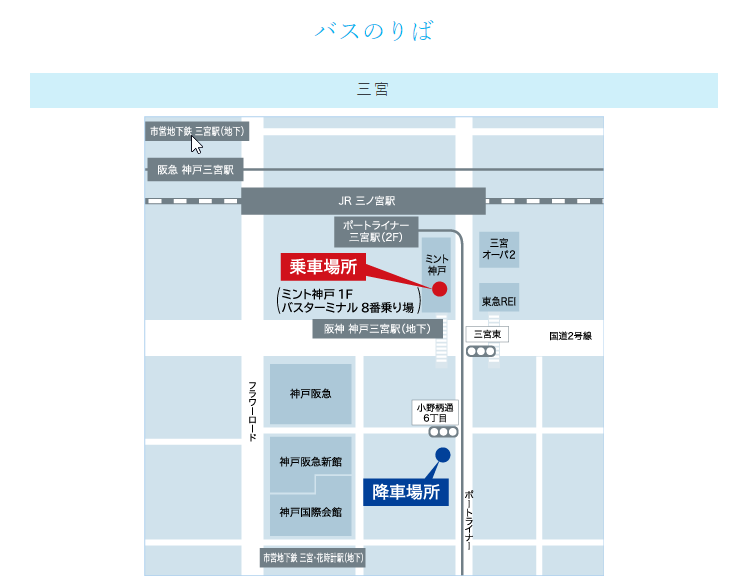 バスのりば
三宮
市営地下鉄 三宮駅(地下)
阪急 神戸三宮駅
JR 三ノ宮駅
ポートライナー
三宮駅(2F)
三宮
オーパ2
ミント
神戸
乗車場所
(ミント神戸 1F
バスターミナル 8番乗り場)
東急REI
阪神 神戸三宮駅(地下)
三宮東
国道2号線
フラワーロード
神戸阪急
小野柄通
6丁目
神戸阪急新館
降車場所
神戸国際会館
ポートライナー
市営地下鉄 三宮・花時計駅(地下)